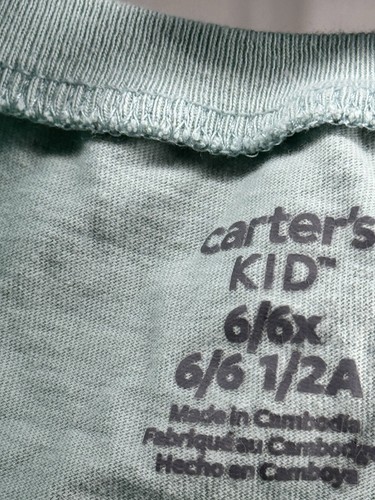 carter's
KID™
6/6x
6/6 1/2A
Made in Cambodia
Fabriqué au Cambodge
Hecho en Camboya